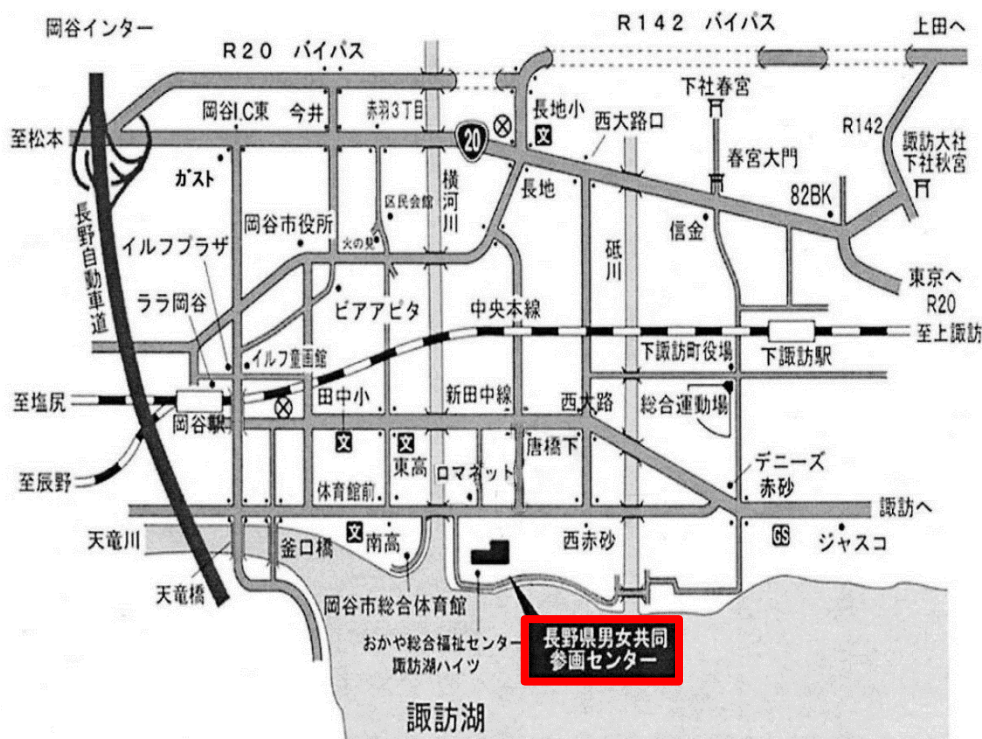 岡谷インター
R20 バイパス
R142 バイパス
上田へ
岡谷I.C東
今井
赤羽3丁目
長地小
文
下社春宮
R142
至松本
20
西大路口
春宮大門
諏訪大社
下社秋宮
ガスト
横河川
長地
82BK
区民会館
岡谷市役所
火の見
砥川
信金
長野自動車道
イルフプラザ
東京へ
R20
ララ岡谷
ピアアピタ
中央本線
至上諏訪
イルフ童画館
下諏訪町役場
下諏訪駅
至塩尻
岡谷駅
田中小
文
新田中線
西大路
総合運動場
唐橋下
東高
文
ロマネット
デニーズ
赤砂
至辰野
体育館前
諏訪へ
天竜川
釜口橋
文
南高
西赤砂
GS
ジャスコ
天竜橋
岡谷市総合体育館
おかや総合福祉センター
諏訪湖ハイツ
長野県男女共同
参画センター
諏訪湖